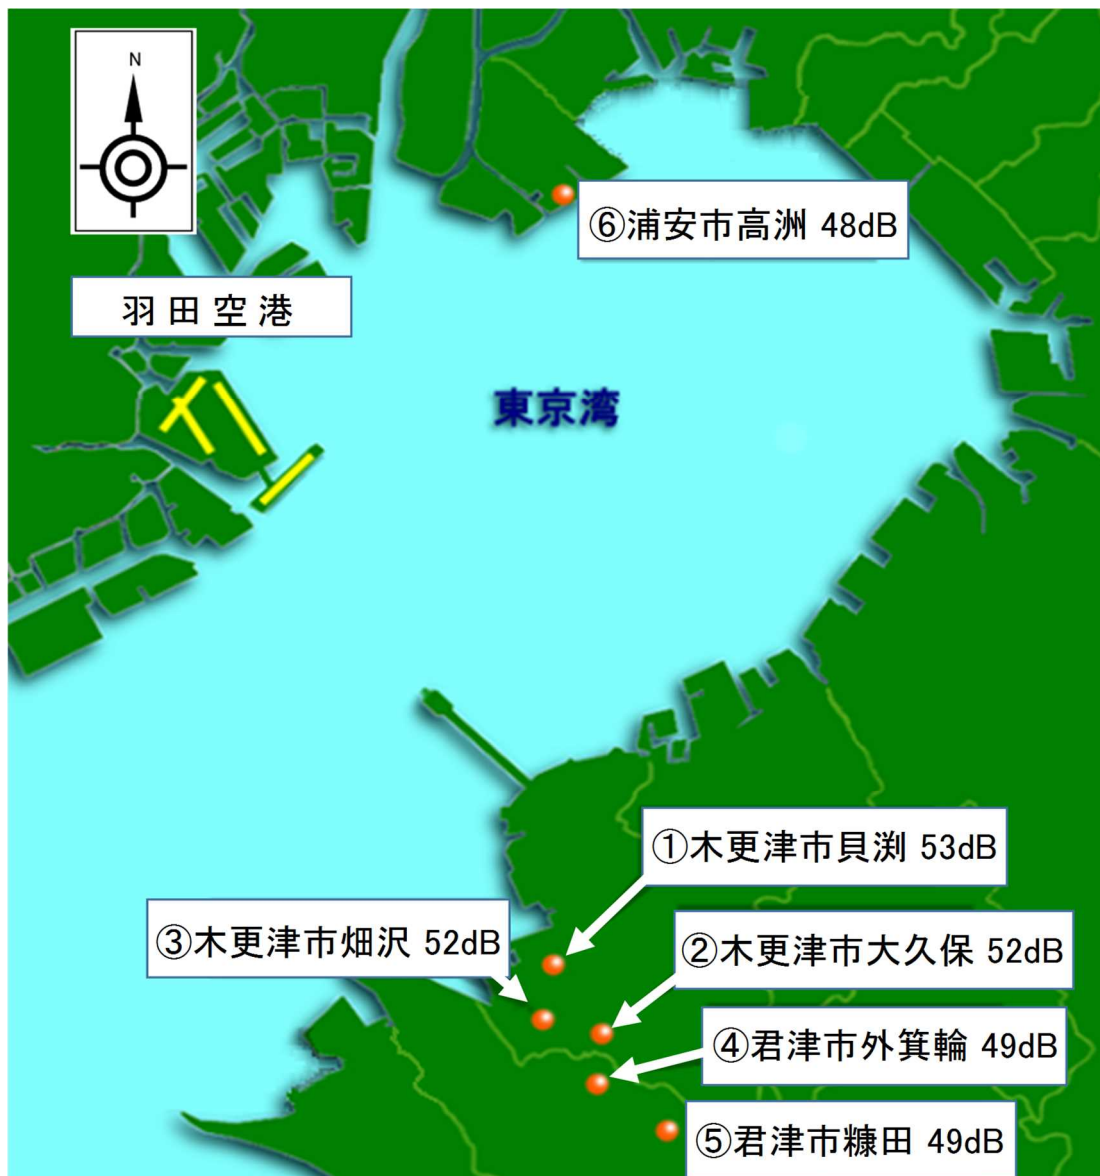 N
⑥浦安市高洲 48dB
羽田空港
東京湾
①木更津市貝渕 53dB
③木更津市畑沢 52dB
②木更津市大久保 52dB
④君津市外箕輪 49dB
⑤君津市糠田 49dB